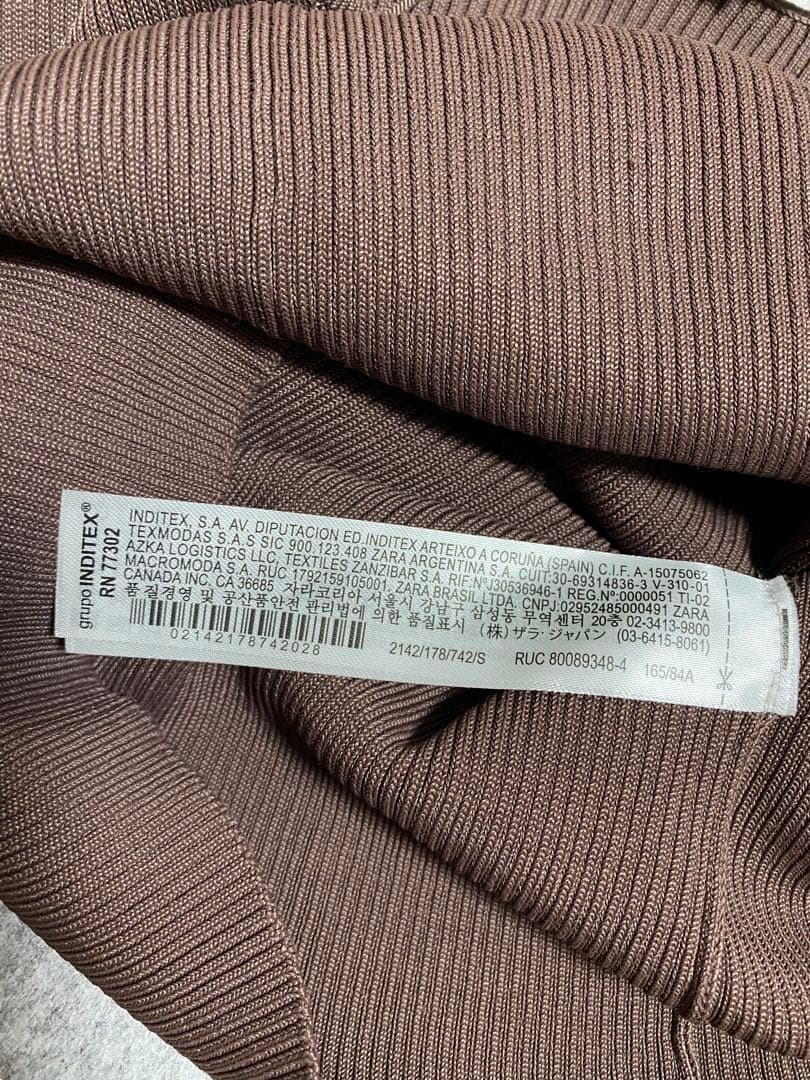 grupo INDITEX®
RN 77302
INDITEX, S.A. AV. DIPUTACION ED.INDITEX ARTEIXO A CORUÑA (SPAIN) C.I.F. A-15075062
TEXMODAS S.A.S SIC 900.123.408 ZARA ARGENTINA S.A. CUIT:30-69314836-3 V-310-01
AZKA LOGISTICS LLC, TEXTILES ZANZIBAR S.A. RIF:NºJ30536946-1 REG.Nº:0000051 TI-02
MACROMODA S.A. RUC 1792159105001, ZARA BRASIL LTDA. CNPJ:02952485000491 ZARA
CANADA INC. CA 36685, 자라코리아 서울시 강남구 삼성동 무역센터 20층 02-3413-9800
품질경영 및 공산품안전 관리법에 의한 품질표시 (株) ザラ・ジャパン (03-6415-8061)
02142178742028
2142/178/742/S RUC 80089348-4 165/84A